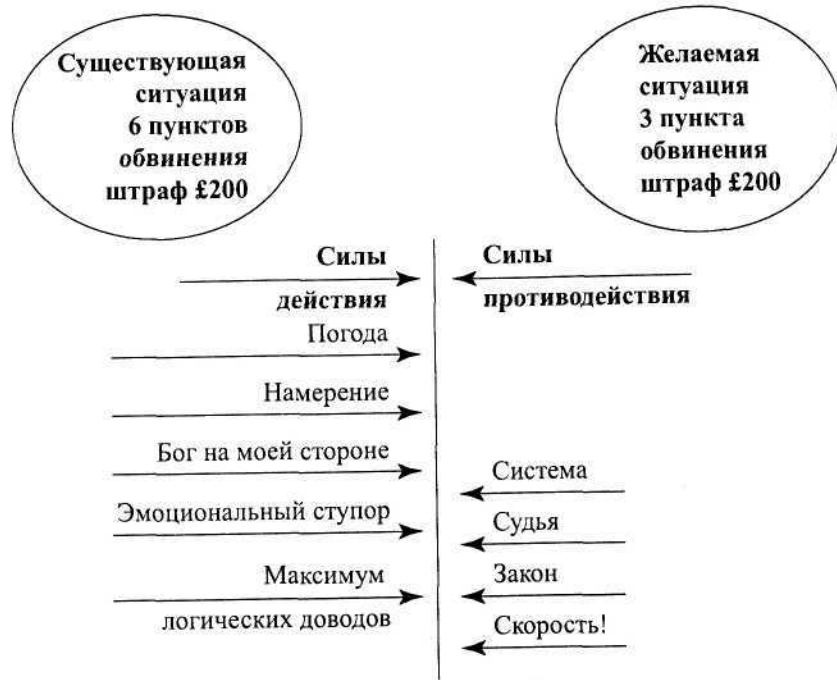 Существующая
ситуация
6 пунктов
обвинения
штраф £200
Желаемая
ситуация
3 пункта
обвинения
штраф £200
Силы
действия
Силы
противодействия
Погода
Намерение
Бог на моей стороне
Эмоциональный ступор
Максимум
логических доводов
Система
Судья
Закон
Скорость!